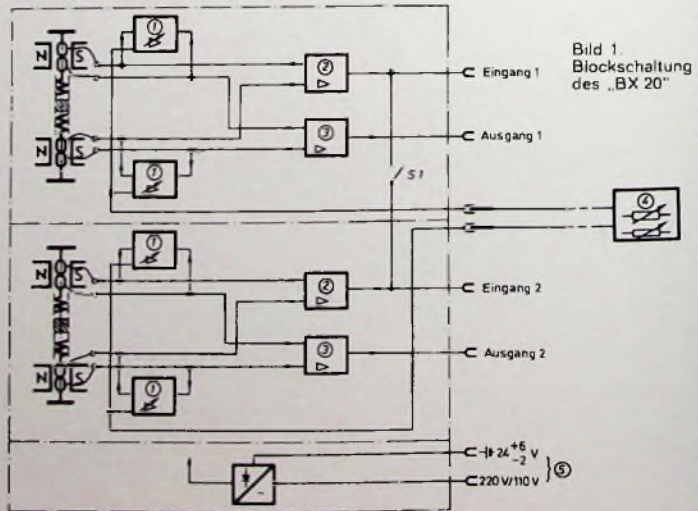 Bild 1.
Blockschaltung
des „BX 20"
N S
①
②
Eingang 1
③
Ausgang 1
N S
①
S1
④
①
N S
②
Eingang 2
③
Ausgang 2
N S
①
24 +6 -2 V
220 V/110 V
⑤